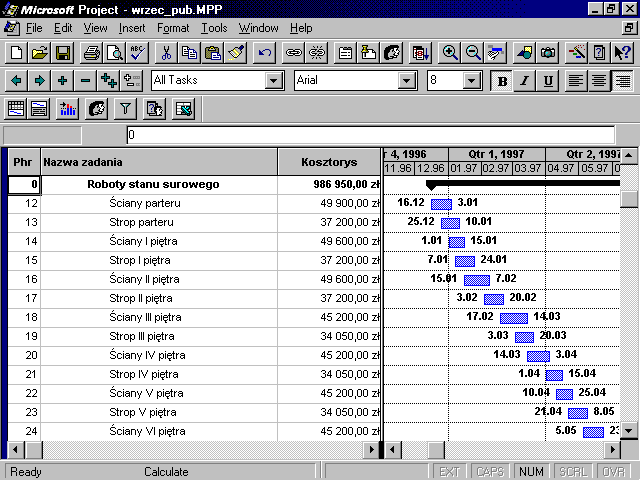 Microsoft Project - wrzec_pub.MPP
File Edit View Insert Format Tools Window Kosztorys
All Tasks Arial 8 B I U
0
Phr Nazwa zadania Kosztorys r 4, 1996 Qtr 1, 1997 Qtr 2, 1997
11.96 12.96 01.97 02.97 03.97 04.97 05.97 0
0 Roboty stanu surowego 986 950,00 zł
12 Ściany parteru 49 900,00 zł 16.12 3.01
13 Strop parteru 37 200,00 zł 25.12 10.01
14 Ściany I piętra 49 600,00 zł 1.01 15.01
15 Strop I piętra 37 200,00 zł 7.01 24.01
16 Ściany II piętra 49 600,00 zł 15.01 7.02
17 Strop II piętra 37 200,00 zł 3.02 20.02
18 Ściany III piętra 45 200,00 zł 17.02 14.03
19 Strop III piętra 34 050,00 zł 3.03 20.03
20 Ściany IV piętra 45 200,00 zł 14.03 3.04
21 Strop IV piętra 34 050,00 zł 1.04 15.04
22 Ściany V piętra 45 200,00 zł 10.04 25.04
23 Strop V piętra 34 050,00 zł 21.04 8.05
24 Ściany VI piętra 45 200,00 zł 5.05 23
Ready Calculate EXT CAPS NUM SCRL OVR